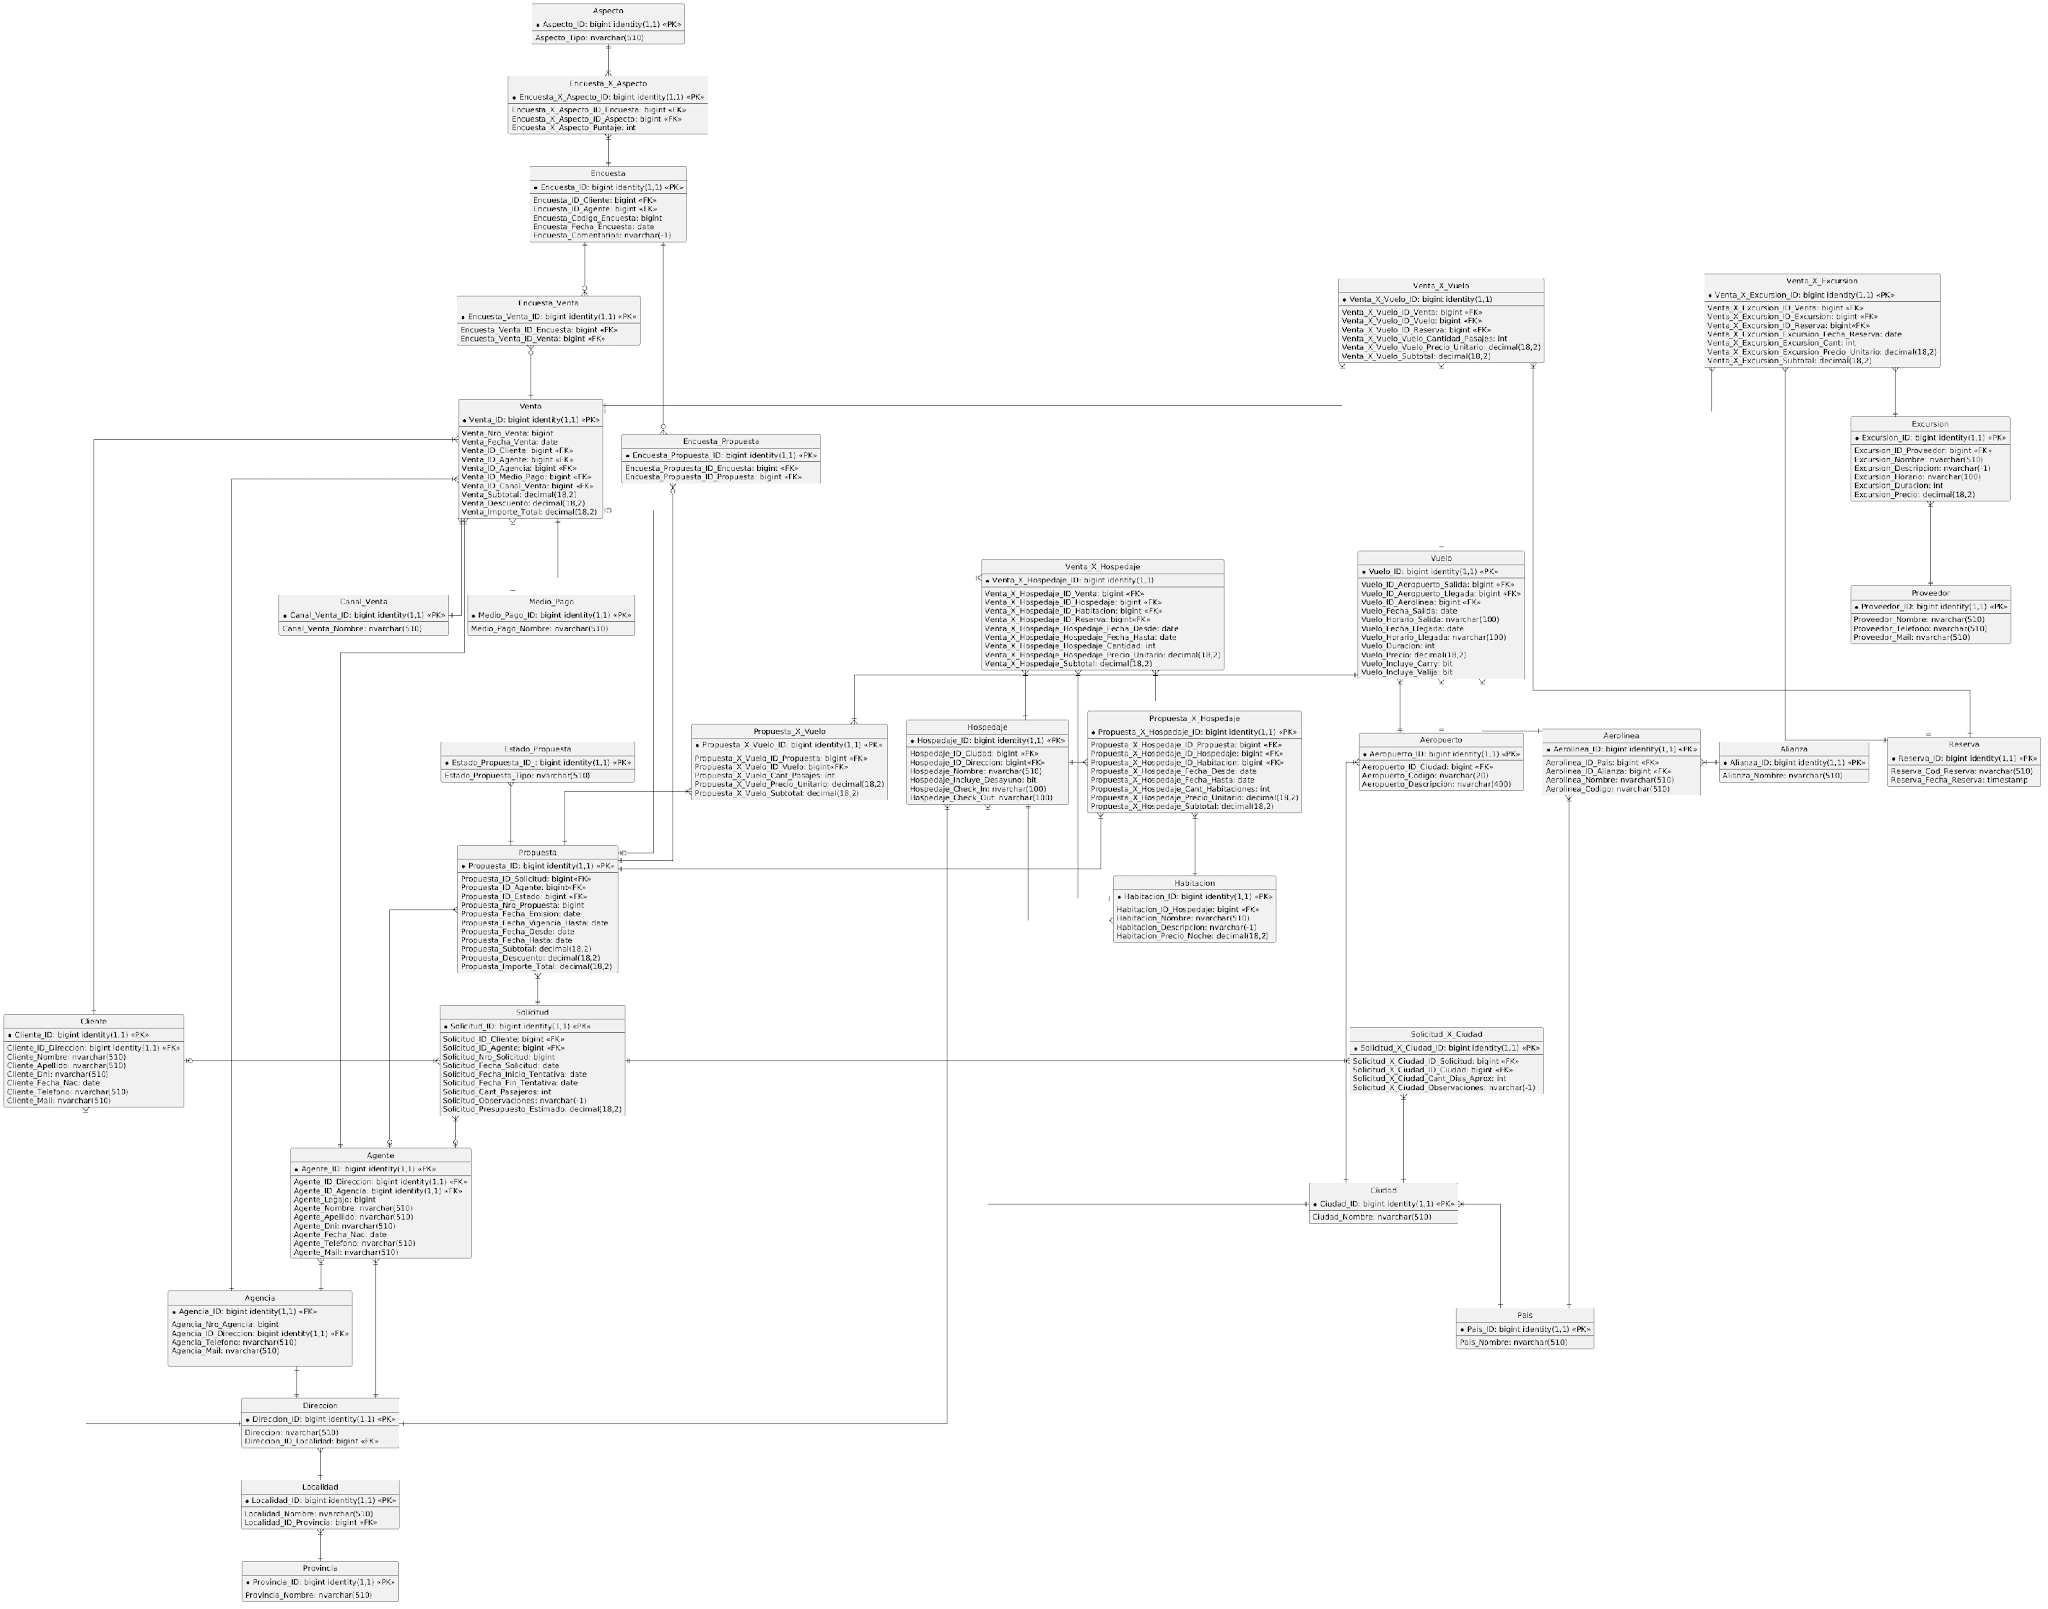 Aspecto
Aspecto_ID: bigint identity(1,1) «PK»
Aspecto_Tipo: nvarchar(510)
Encuesta_X_Aspecto
Encuesta_X_Aspecto_ID: bigint identity(1,1) «PK»
Encuesta_X_Aspecto_ID_Encuesta: bigint «FK»
Encuesta_X_Aspecto_ID_Aspecto: bigint «FK»
Encuesta_X_Aspecto_Puntaje: int
Encuesta
Encuesta_ID: bigint identity(1,1) «PK»
Encuesta_ID_Cliente: bigint «FK»
Encuesta_ID_Agente: bigint «FK»
Encuesta_Codigo_Encuesta: bigint
Encuesta_Fecha_Encuesta: date
Encuesta_Comentarios: nvarchar(-1)
Encuesta_Venta
Encuesta_Venta_ID: bigint identity(1,1) «PK»
Encuesta_Venta_ID_Encuesta: bigint «FK»
Encuesta_Venta_ID_Venta: bigint «FK»
Venta_X_Vuelo
Venta_X_Vuelo_ID: bigint identity(1,1)
Venta_X_Vuelo_ID_Venta: bigint «FK»
Venta_X_Vuelo_ID_Vuelo: bigint «FK»
Venta_X_Vuelo_ID_Reserva: bigint «FK»
Venta_X_Vuelo_Vuelo_Cantidad_Pasajes: int
Venta_X_Vuelo_Vuelo_Precio_Unitario: decimal(18,2)
Venta_X_Vuelo_Subtotal: decimal(18,2)
Venta_X_Excursion
Venta_X_Excursion_ID: bigint identity(1,1) «PK»
Venta_X_Excursion_ID_Venta: bigint «FK»
Venta_X_Excursion_ID_Excursion: bigint «FK»
Venta_X_Excursion_ID_Reserva: bigint«FK»
Venta_X_Excursion_Excursion_Fecha_Reserva: date
Venta_X_Excursion_Excursion_Cant: int
Venta_X_Excursion_Excursion_Precio_Unitario: decimal(18,2)
Venta_X_Excursion_Subtotal: decimal(18,2)
Venta
Venta_ID: bigint identity(1,1) «PK»
Venta_Nro_Venta: bigint
Venta_Fecha_Venta: date
Venta_ID_Cliente: bigint «FK»
Venta_ID_Agente: bigint «FK»
Venta_ID_Agencia: bigint «FK»
Venta_ID_Medio_Pago: bigint «FK»
Venta_ID_Canal_Venta: bigint «FK»
Venta_Subtotal: decimal(18,2)
Venta_Descuento: decimal(18,2)
Venta_Importe_Total: decimal(18,2)
Encuesta_Propuesta
Encuesta_Propuesta_ID: bigint identity(1,1) «PK»
Encuesta_Propuesta_ID_Encuesta: bigint «FK»
Encuesta_Propuesta_ID_Propuesta: bigint «FK»
Excursion
Excursion_ID: bigint identity(1,1) «PK»
Excursion_ID_Proveedor: bigint «FK»
Excursion_Nombre: nvarchar(510)
Excursion_Descripcion: nvarchar(-1)
Excursion_Horario: nvarchar(100)
Excursion_Duracion: int
Excursion_Precio: decimal(18,2)
Canal_Venta
Canal_Venta_ID: bigint identity(1,1) «PK»
Canal_Venta_Nombre: nvarchar(510)
Medio_Pago
Medio_Pago_ID: bigint identity(1,1) «PK»
Medio_Pago_Nombre: nvarchar(510)
Venta_X_Hospedaje
Venta_X_Hospedaje_ID: bigint identity(1,1)
Venta_X_Hospedaje_ID_Venta: bigint «FK»
Venta_X_Hospedaje_ID_Hospedaje: bigint «FK»
Venta_X_Hospedaje_ID_Habitacion: bigint «FK»
Venta_X_Hospedaje_ID_Reserva: bigint«FK»
Venta_X_Hospedaje_Hospedaje_Fecha_Desde: date
Venta_X_Hospedaje_Hospedaje_Fecha_Hasta: date
Venta_X_Hospedaje_Hospedaje_Cantidad: int
Venta_X_Hospedaje_Hospedaje_Precio_Unitario: decimal(18,2)
Venta_X_Hospedaje_Subtotal: decimal(18,2)
Vuelo
Vuelo_ID: bigint identity(1,1) «PK»
Vuelo_ID_Aeropuerto_Salida: bigint «FK»
Vuelo_ID_Aeropuerto_Llegada: bigint «FK»
Vuelo_ID_Aerolinea: bigint «FK»
Vuelo_Fecha_Salida: date
Vuelo_Horario_Salida: nvarchar(100)
Vuelo_Fecha_Llegada: date
Vuelo_Horario_Llegada: nvarchar(100)
Vuelo_Duracion: int
Vuelo_Precio: decimal(18,2)
Vuelo_Incluye_Carry: bit
Vuelo_Incluye_Valija: bit
Proveedor
Proveedor_ID: bigint identity(1,1) «PK»
Proveedor_Nombre: nvarchar(510)
Proveedor_Telefono: nvarchar(510)
Proveedor_Mail: nvarchar(510)
Estado_Propuesta
Estado_Propuesta_ID_: bigint identity(1,1) «PK»
Estado_Propuesta_Tipo: nvarchar(510)
Propuesta_X_Vuelo
Propuesta_X_Vuelo_ID: bigint identity(1,1) «PK»
Propuesta_X_Vuelo_ID_Propuesta: bigint «FK»
Propuesta_X_Vuelo_ID_Vuelo: bigint«FK»
Propuesta_X_Vuelo_Cant_Pasajes: int
Propuesta_X_Vuelo_Precio_Unitario: decimal(18,2)
Propuesta_X_Vuelo_Subtotal: decimal(18,2)
Hospedaje
Hospedaje_ID: bigint identity(1,1) «PK»
Hospedaje_ID_Ciudad: bigint «FK»
Hospedaje_ID_Direccion: bigint«FK»
Hospedaje_Nombre: nvarchar(510)
Hospedaje_Incluye_Desayuno: bit
Hospedaje_Check_In: nvarchar(100)
Hospedaje_Check_Out: nvarchar(100)
Propuesta_X_Hospedaje
Propuesta_X_Hospedaje_ID: bigint identity(1,1) «PK»
Propuesta_X_Hospedaje_ID_Propuesta: bigint «FK»
Propuesta_X_Hospedaje_ID_Hospedaje: bigint «FK»
Propuesta_X_Hospedaje_ID_Habitacion: bigint «FK»
Propuesta_X_Hospedaje_Fecha_Desde: date
Propuesta_X_Hospedaje_Fecha_Hasta: date
Propuesta_X_Hospedaje_Cant_Habitaciones: int
Propuesta_X_Hospedaje_Precio_Unitario: decimal(18,2)
Propuesta_X_Hospedaje_Subtotal: decimal(18,2)
Aeropuerto
Aeropuerto_ID: bigint identity(1,1) «PK»
Aeropuerto_ID_Ciudad: bigint «FK»
Aeropuerto_Codigo: nvarchar(20)
Aeropuerto_Descripcion: nvarchar(400)
Aerolinea
Aerolinea_ID: bigint identity(1,1) «PK»
Aerolinea_ID_Pais: bigint «FK»
Aerolinea_ID_Alianza: bigint «FK»
Aerolinea_Nombre: nvarchar(510)
Aerolinea_Codigo: nvarchar(510)
Alianza
Alianza_ID: bigint identity(1,1) «PK»
Alianza_Nombre: nvarchar(510)
Reserva
Reserva_ID: bigint identity(1,1) «PK»
Reserva_Cod_Reserva: nvarchar(510)
Reserva_Fecha_Reserva: timestamp
Propuesta
Propuesta_ID: bigint identity(1,1) «PK»
Propuesta_ID_Solicitud: bigint«FK»
Propuesta_ID_Agente: bigint«FK»
Propuesta_ID_Estado: bigint «FK»
Propuesta_Nro_Propuesta: bigint
Propuesta_Fecha_Emision: date
Propuesta_Fecha_Vigencia_Hasta: date
Propuesta_Fecha_Desde: date
Propuesta_Fecha_Hasta: date
Propuesta_Subtotal: decimal(18,2)
Propuesta_Descuento: decimal(18,2)
Propuesta_Importe_Total: decimal(18,2)
Habitacion
Habitacion_ID: bigint identity(1,1) «PK»
Habitacion_ID_Hospedaje: bigint «FK»
Habitacion_Nombre: nvarchar(510)
Habitacion_Descripcion: nvarchar(-1)
Habitacion_Precio_Noche: decimal(18,2)
Cliente
Cliente_ID: bigint identity(1,1) «PK»
Cliente_ID_Direccion: bigint identity(1,1) «FK»
Cliente_Nombre: nvarchar(510)
Cliente_Apellido: nvarchar(510)
Cliente_Dni: nvarchar(510)
Cliente_Fecha_Nac: date
Cliente_Telefono: nvarchar(510)
Cliente_Mail: nvarchar(510)
Solicitud
Solicitud_ID: bigint identity(1,1) «PK»
Solicitud_ID_Cliente: bigint «FK»
Solicitud_ID_Agente: bigint «FK»
Solicitud_Nro_Solicitud: bigint
Solicitud_Fecha_Solicitud: date
Solicitud_Fecha_Inicio_Tentativa: date
Solicitud_Fecha_Fin_Tentativa: date
Solicitud_Cant_Pasajeros: int
Solicitud_Observaciones: nvarchar(-1)
Solicitud_Presupuesto_Estimado: decimal(18,2)
Solicitud_X_Ciudad
Solicitud_X_Ciudad_ID: bigint identity(1,1) «PK»
Solicitud_X_Ciudad_ID_Solicitud: bigint «FK»
Solicitud_X_Ciudad_ID_Ciudad: bigint «FK»
Solicitud_X_Ciudad_Cant_Dias_Aprox: int
Solicitud_X_Ciudad_Observaciones: nvarchar(-1)
Agente
Agente_ID: bigint identity(1,1) «PK»
Agente_ID_Direccion: bigint identity(1,1) «FK»
Agente_ID_Agencia: bigint identity(1,1) «FK»
Agente_Legajo: bigint
Agente_Nombre: nvarchar(510)
Agente_Apellido: nvarchar(510)
Agente_Dni: nvarchar(510)
Agente_Fecha_Nac: date
Agente_Telefono: nvarchar(510)
Agente_Mail: nvarchar(510)
Ciudad
Ciudad_ID: bigint identity(1,1) «PK»
Ciudad_Nombre: nvarchar(510)
Agencia
Agencia_ID: bigint identity(1,1) «PK»
Agencia_Nro_Agencia: bigint
Agencia_ID_Direccion: bigint identity(1,1) «FK»
Agencia_Telefono: nvarchar(510)
Agencia_Mail: nvarchar(510)
Pais
Pais_ID: bigint identity(1,1) «PK»
Pais_Nombre: nvarchar(510)
Direccion
Direccion_ID: bigint identity(1,1) «PK»
Direccion: nvarchar(510)
Direccion_ID_Localidad: bigint «FK»
Localidad
Localidad_ID: bigint identity(1,1) «PK»
Localidad_Nombre: nvarchar(510)
Localidad_ID_Provincia: bigint «FK»
Provincia
Provincia_ID: bigint identity(1,1) «PK»
Provincia_Nombre: nvarchar(510)